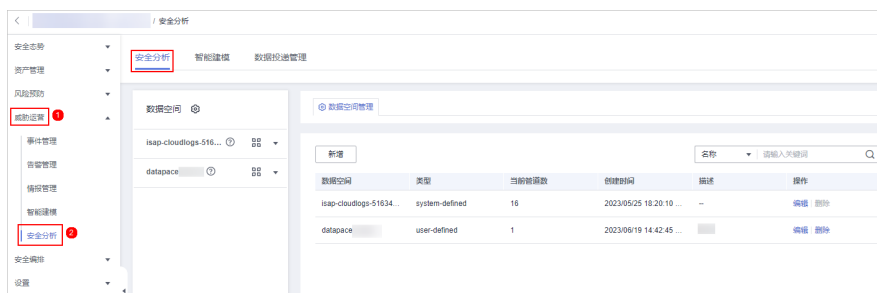 / 安全分析
安全态势
资产管理
风险预防
威胁运营 1
事件管理
告警管理
情报管理
智能建模
安全分析 2
安全编排
设置
安全分析 智能建模 数据投递管理
数据空间
isap-cloudlogs-516...
datapace
数据空间管理
新增 名称 请输入关键词
数据空间 类型 当前管道数 创建时间 描述 操作
isap-cloudlogs-51634... system-defined 16 2023/05/25 18:20:10 ... -- 编辑 删除
datapace user-defined 1 2023/06/19 14:42:45 ... 编辑 删除